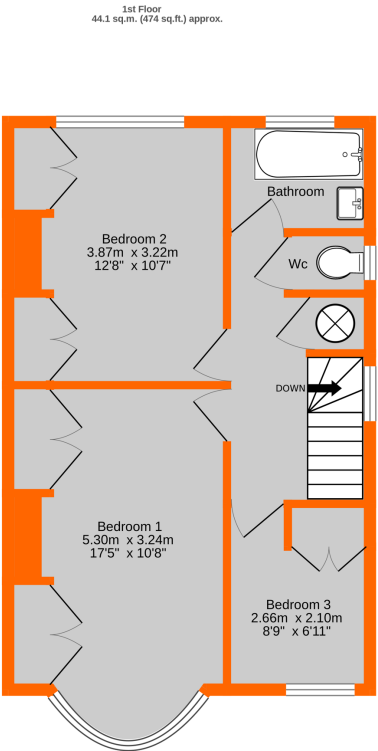 1st Floor
44.1 sq.m. (474 sq.ft.) approx.
Bathroom
Bedroom 2
3.87m x 3.22m
12'8" x 10'7"
Wc
DOWN
Bedroom 1
5.30m x 3.24m
17'5" x 10'8"
Bedroom 3
2.66m x 2.10m
8'9" x 6'11"